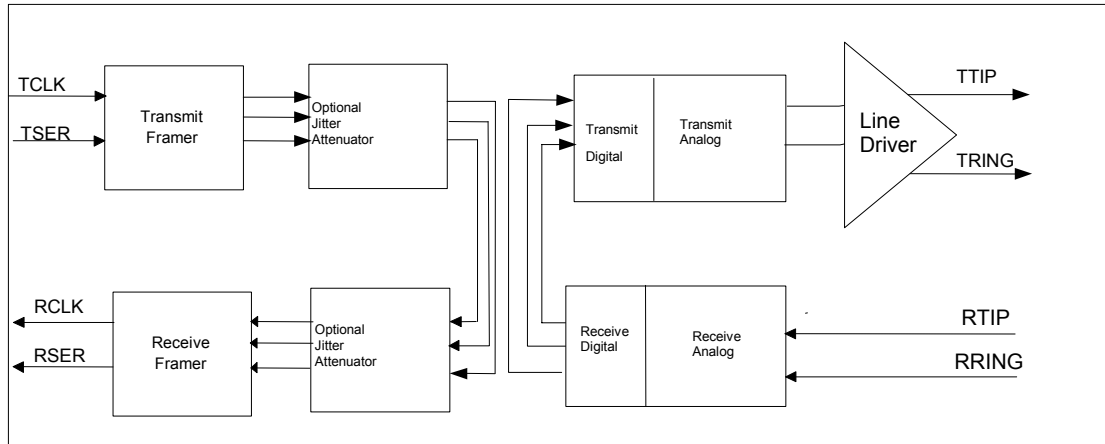 TCLK
TSER
Transmit
Framer
Optional
Jitter
Attenuator
Transmit
Digital
Transmit
Analog
Line
Driver
TTIP
TRING
RCLK
RSER
Receive
Framer
Optional
Jitter
Attenuator
Receive
Digital
Receive
Analog
RTIP
RRING